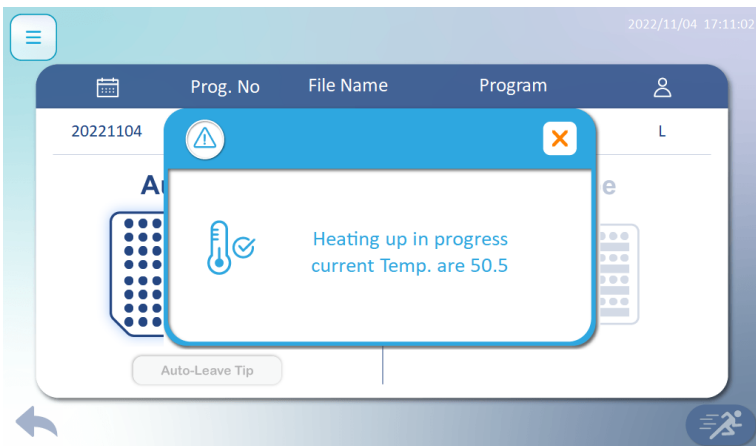 2022/11/04 17:11:02
Prog. No File Name Program
20221104 L
Heating up in progress
current Temp. are 50.5
Auto-Leave Tip